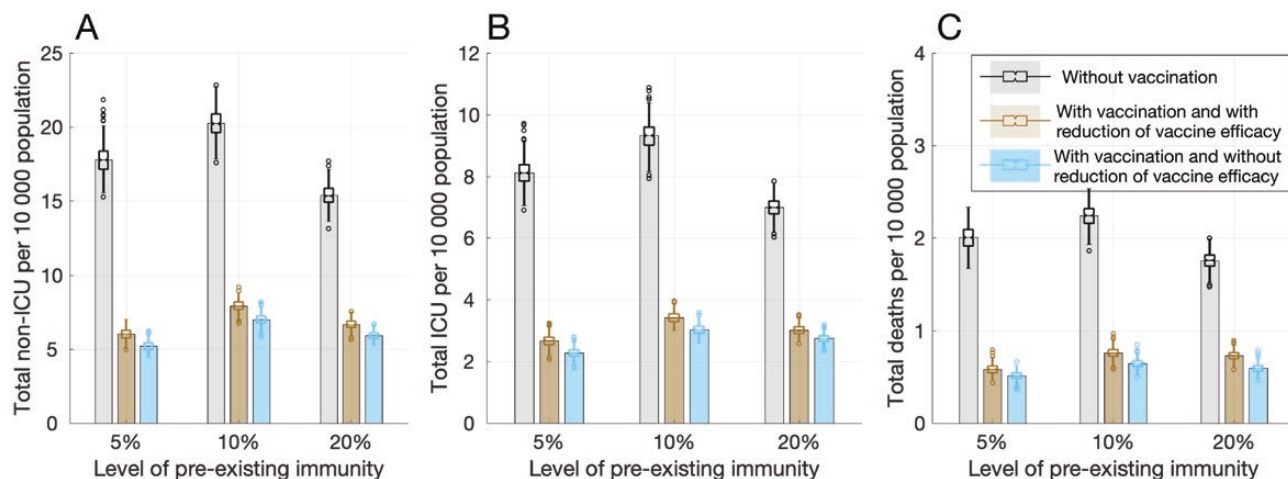 A
Total non-ICU per 10 000 population
25
20
15
10
5
0
5%
10%
20%
Level of pre-existing immunity
B
Total ICU per 10 000 population
12
10
8
6
4
2
0
5%
10%
20%
Level of pre-existing immunity
C
Total deaths per 10 000 population
4
3
2
1
0
5%
10%
20%
Level of pre-existing immunity
Without vaccination
With vaccination and with
reduction of vaccine efficacy
With vaccination and without
reduction of vaccine efficacy